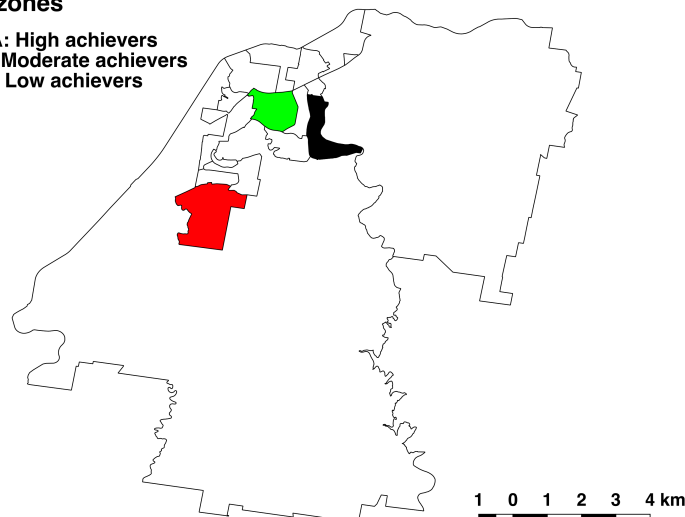 zones
A: High achievers
Moderate achievers
Low achievers
1 0 1 2 3 4 km